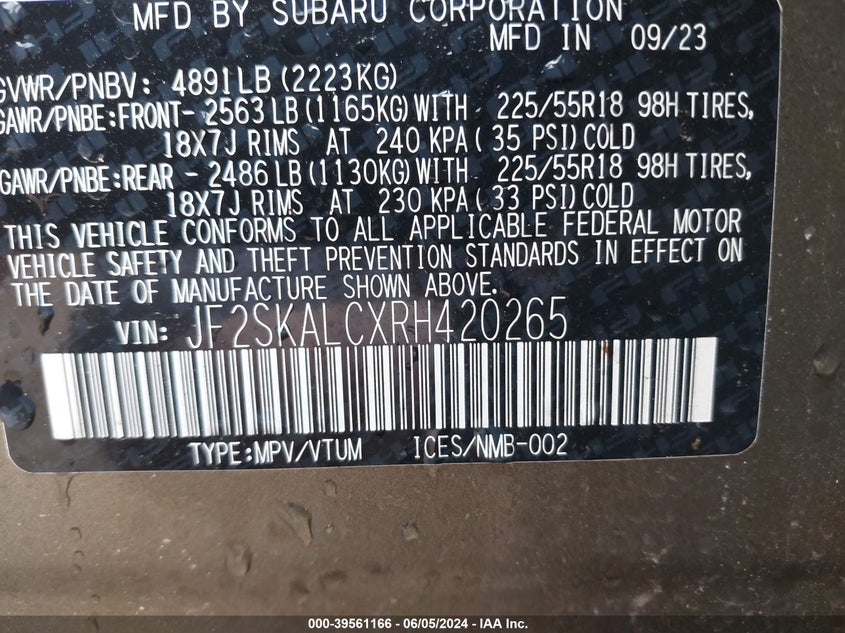 MFD BY SUBARU CORPORATION
MFD IN 09/23
GVWR/PNBV: 4891LB (2223KG)
GAWR/PNBE:FRONT- 2563LB (1165KG) WITH 225/55R18 98H TIRES,
18X7J RIMS AT 240 KPA ( 35 PSI) COLD
GAWR/PNBE:REAR - 2486LB (1130KG) WITH 225/55R18 98H TIRES,
18X7J RIMS AT 230 KPA ( 33 PSI) COLD
THIS VEHICLE CONFORMS TO ALL APPLICABLE FEDERAL MOTOR
VEHICLE SAFETY AND THEFT PREVENTION STANDARDS IN EFFECT ON
THE DATE OF MANUFACTURE SHOWN ABOVE.
VIN: JF2SKALCXRH420265
TYPE:MPV/VTUM ICES/NMB-002
000-39561166 - 06/05/2024 - IAA Inc.